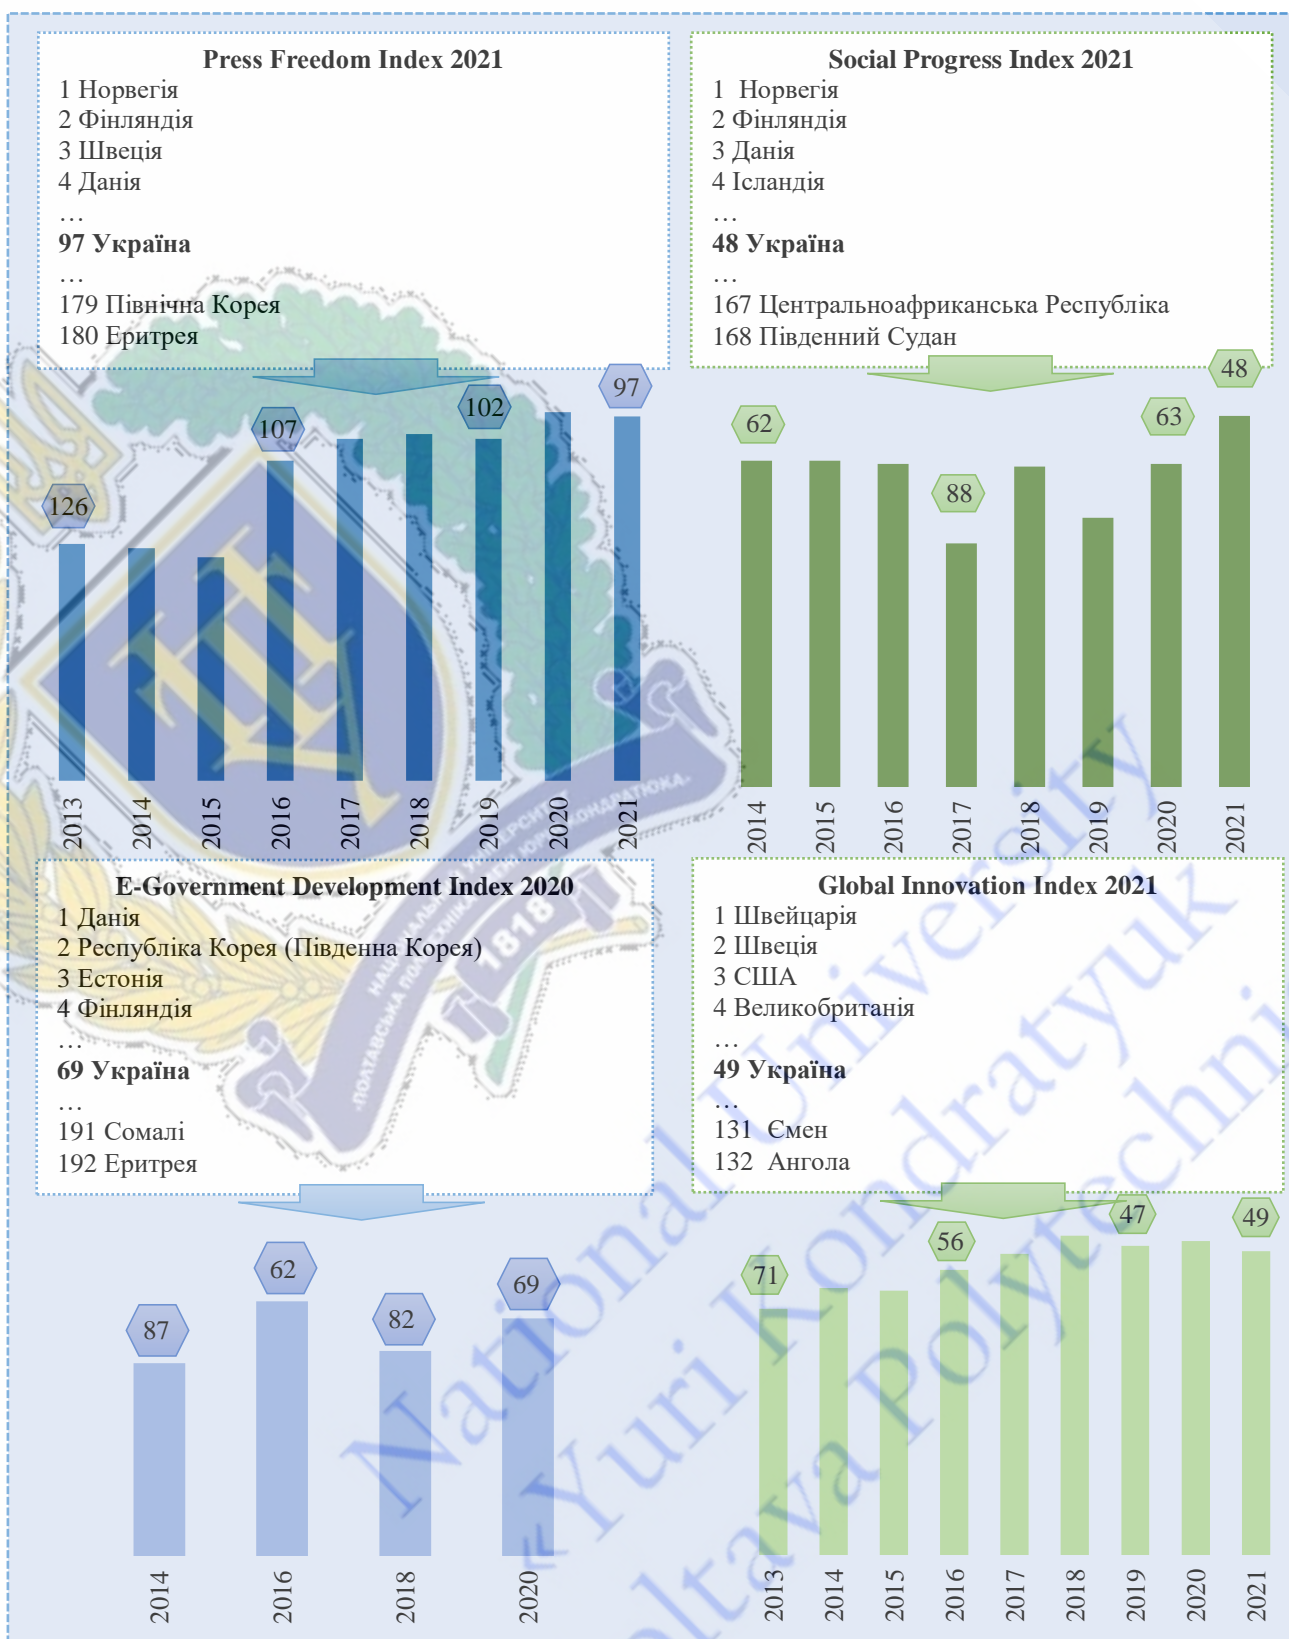 Press Freedom Index 2021
1 Норвегія
2 Фінляндія
3 Швеція
4 Данія
…
97 Україна
…
179 Північна Корея
180 Еритрея
126
107
102
97
2013
2014
2015
2016
2017
2018
2019
2020
2021
Social Progress Index 2021
1 Норвегія
2 Фінляндія
3 Данія
4 Ісландія
…
48 Україна
…
167 Центральноафриканська Республіка
168 Південний Судан
62
88
63
48
2014
2015
2016
2017
2018
2019
2020
2021
E-Government Development Index 2020
1 Данія
2 Республіка Корея (Південна Корея)
3 Естонія
4 Фінляндія
…
69 Україна
…
191 Сомалі
192 Еритрея
87
62
82
69
2014
2016
2018
2020
Global Innovation Index 2021
1 Швейцарія
2 Швеція
3 США
4 Великобританія
…
49 Україна
…
131 Ємен
132 Ангола
71
56
47
49
2013
2014
2015
2016
2017
2018
2019
2020
2021
1818
National University
«Yuri Kondratyuk